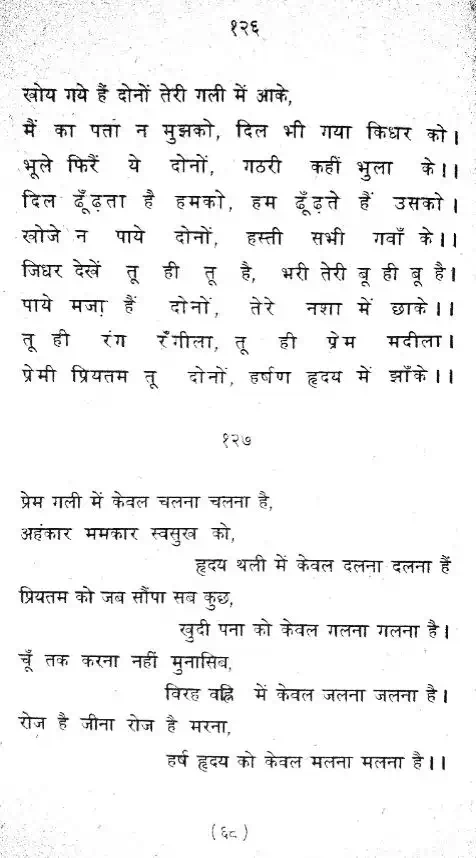 १२६
खोय गये हैं दोनों तेरी गली में आके,
मैं का पता न मुझको, दिल भी गया किधर को।
भूले फिरैं ये दोनों, गठरी कहीं भुला के।।
दिल ढूँढ़ता है हमको, हम ढूँढ़ते हैं उसको।
खोजे न पाये दोनों, हस्ती सभी गवाँ के।।
जिधर देखें तू ही तू है, भरी तेरी बू ही बू है।
पाये मजा़ हैं दोनों, तेरे नशा में छाके।।
तू ही रंग रँगीला, तू ही प्रेम मदीला।
प्रेमी प्रियतम तू दोनों, हर्षण हृदय में झाँके।।
१२७
प्रेम गली में केवल चलना चलना है,
अहंकार ममकार स्वसुख को,
हृदय थली में केवल दलना दलना हैं
प्रियतम को जब सौंपा सब कुछ,
खुदी पना को केवल गलना गलना है।
चूँ तक करना नहीं मुनासिब,
विरह वह्नि में केवल जलना जलना है।
रोज है जीना रोज है मरना,
हर्ष हृदय को केवल मलना मलना है।।
(६८)